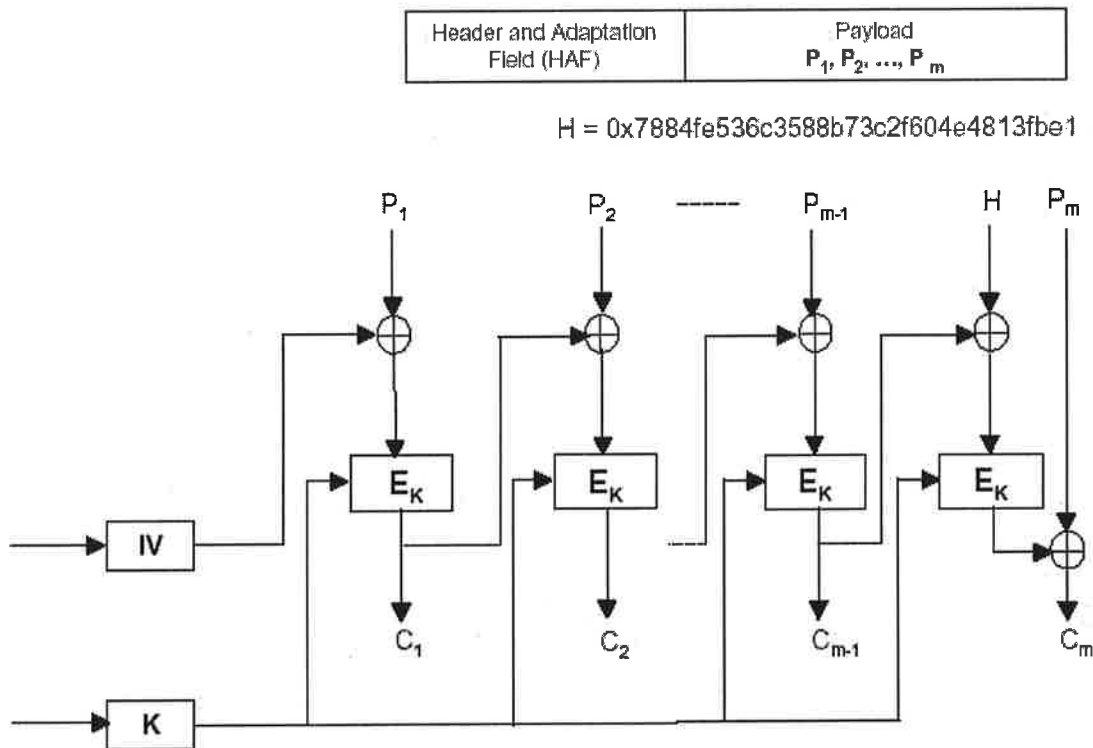 Header and Adaptation
Field (HAF)
Payload
P1, P2, ..., Pm
H = 0x7884fe536c3588b73c2f604e4813fbe1
P1
P2
-----
Pm-1
H
Pm
EK
EK
EK
EK
IV
C1
C2
Cm-1
Cm
K